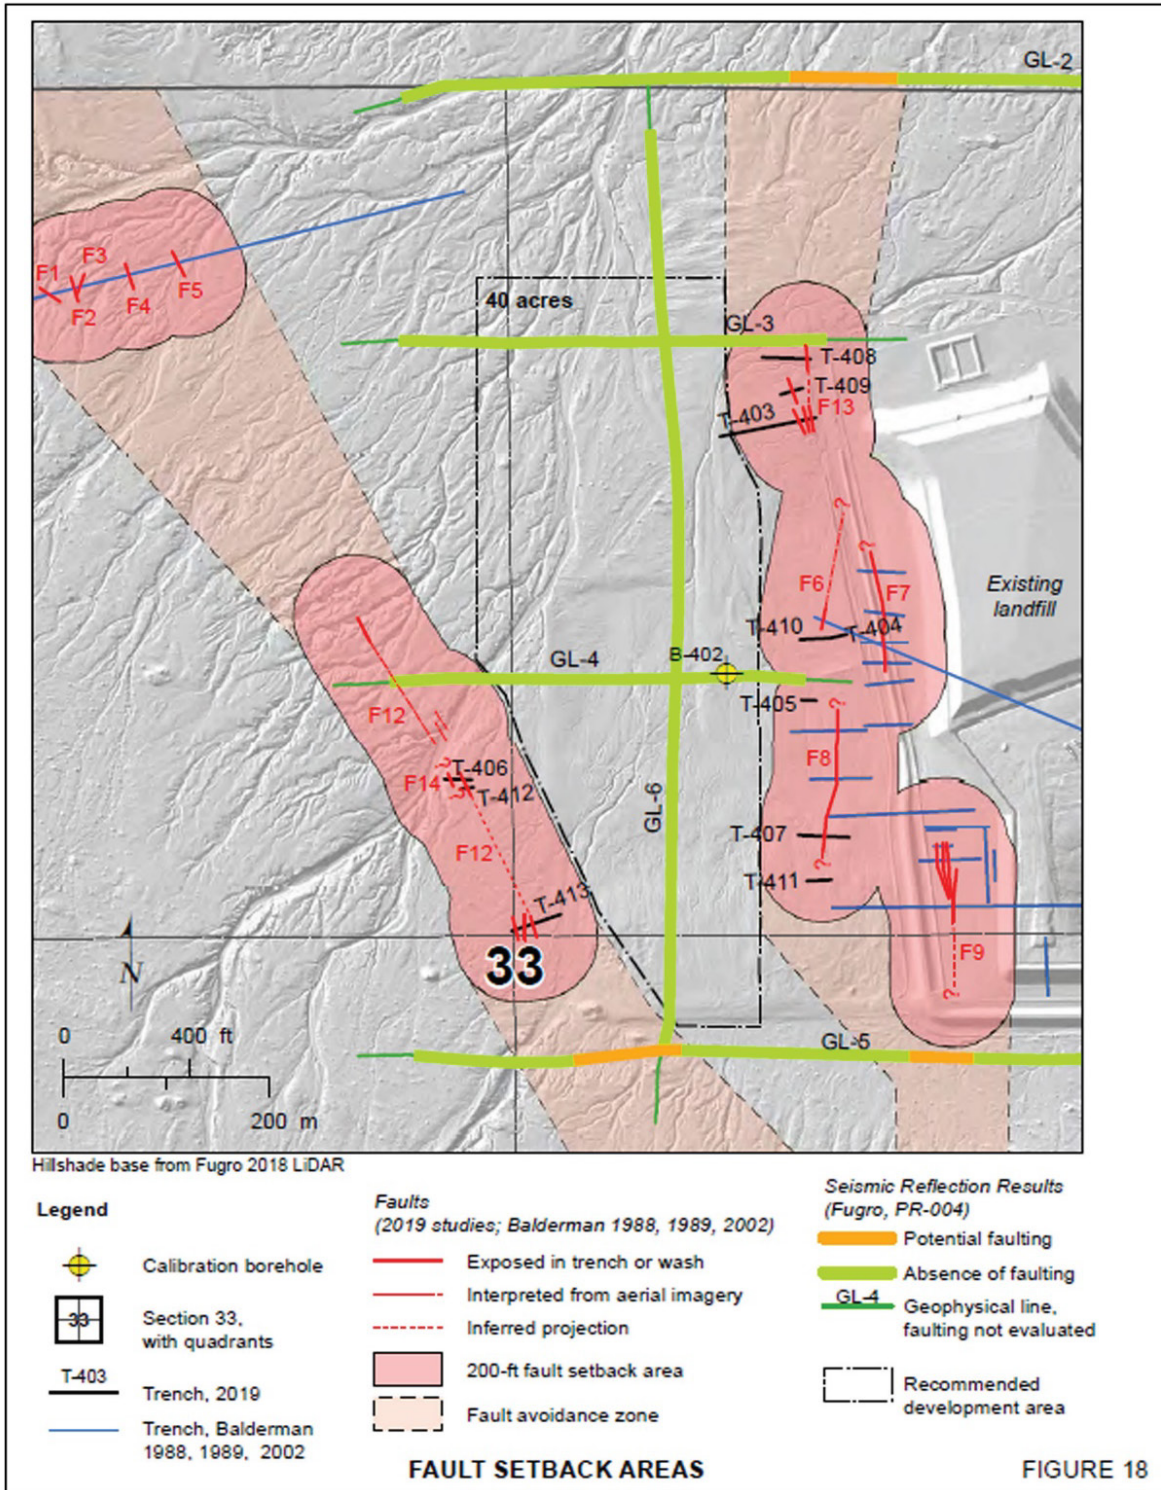 GL-2
40 acres
GL-3
F1
F3
F2
F4
F5
T-408
T-409
F13
T-403
?
?
F6
F7
Existing
landfill
T-410
T-404
B-402
GL-4
T-405
?
F12
F8
?
F14
T-406
?
T-412
GL-6
T-407
F12
?
T-411
T-413
33
F9
?
N
0 400 ft
0 200 m
GL-5
Hillshade base from Fugro 2018 LiDAR
Legend
Calibration borehole
33
Section 33,
with quadrants
T-403
Trench, 2019
Trench, Balderman
1988, 1989, 2002
Faults
(2019 studies; Balderman 1988, 1989, 2002)
Exposed in trench or wash
Interpreted from aerial imagery
Inferred projection
200-ft fault setback area
Fault avoidance zone
Seismic Reflection Results
(Fugro, PR-004)
Potential faulting
Absence of faulting
GL-4
Geophysical line,
faulting not evaluated
Recommended
development area
FAULT SETBACK AREAS
FIGURE 18